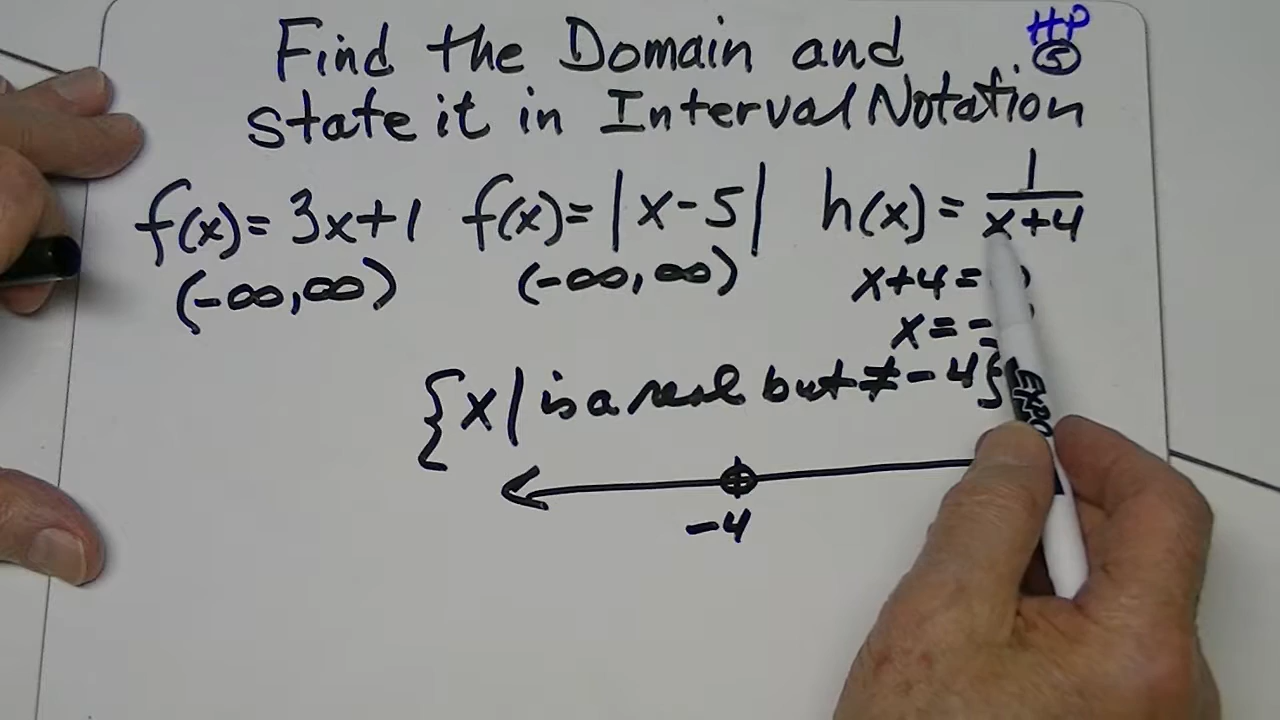 Find the Domain and HP
state it in Interval Notation 5
f(x)= 3x+1 f(x)= |x-5| h(x) = 1/x+4
(-∞,∞) (-∞,∞) x+4=
x=-
{x| is a real but ≠ -4}
-4
EXPO